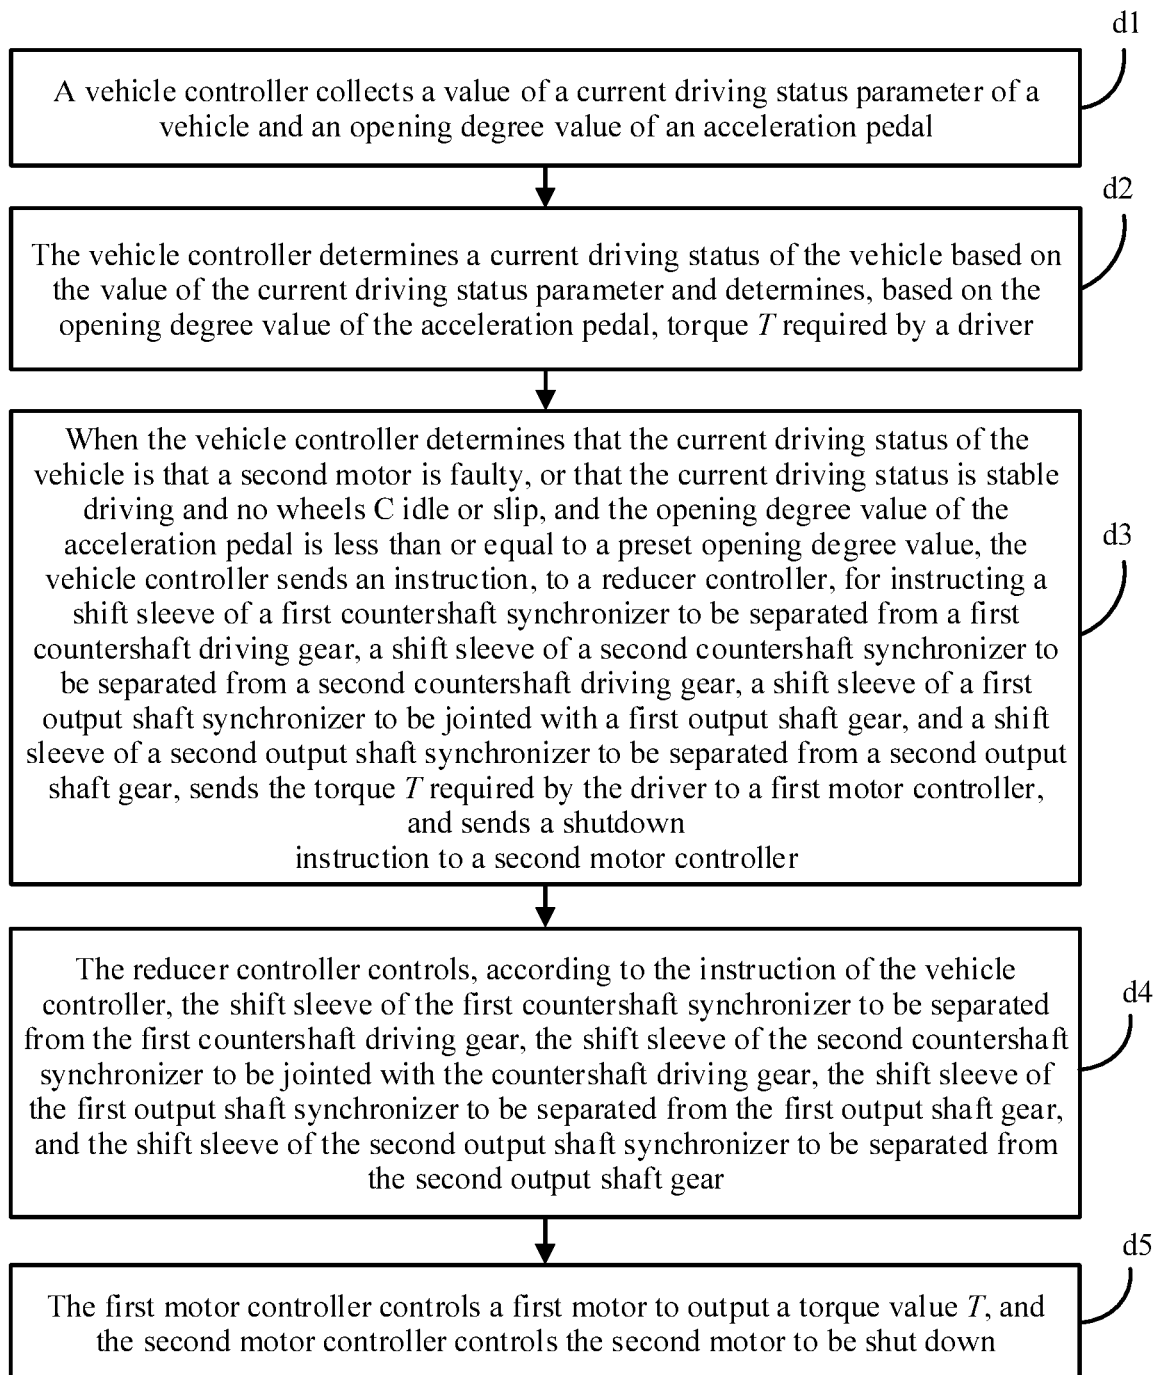 d1
A vehicle controller collects a value of a current driving status parameter of a
vehicle and an opening degree value of an acceleration pedal
d2
The vehicle controller determines a current driving status of the vehicle based on
the value of the current driving status parameter and determines, based on the
opening degree value of the acceleration pedal, torque T required by a driver
When the vehicle controller determines that the current driving status of the
vehicle is that a second motor is faulty, or that the current driving status is stable
driving and no wheels C idle or slip, and the opening degree value of the
acceleration pedal is less than or equal to a preset opening degree value, the
vehicle controller sends an instruction, to a reducer controller, for instructing a
shift sleeve of a first countershaft synchronizer to be separated from a first
countershaft driving gear, a shift sleeve of a second countershaft synchronizer to
be separated from a second countershaft driving gear, a shift sleeve of a first
output shaft synchronizer to be jointed with a first output shaft gear, and a shift
sleeve of a second output shaft synchronizer to be separated from a second output
shaft gear, sends the torque T required by the driver to a first motor controller,
and sends a shutdown
instruction to a second motor controller
d3
The reducer controller controls, according to the instruction of the vehicle
controller, the shift sleeve of the first countershaft synchronizer to be separated
from the first countershaft driving gear, the shift sleeve of the second countershaft
synchronizer to be jointed with the countershaft driving gear, the shift sleeve of
the first output shaft synchronizer to be separated from the first output shaft gear,
and the shift sleeve of the second output shaft synchronizer to be separated from
the second output shaft gear
d4
The first motor controller controls a first motor to output a torque value T, and
the second motor controller controls the second motor to be shut down
d5